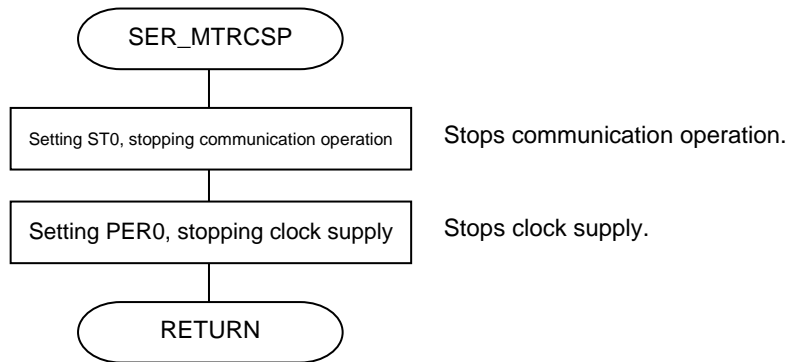 SER_MTRCSP
Setting ST0, stopping communication operation
Stops communication operation.
Setting PER0, stopping clock supply
Stops clock supply.
RETURN